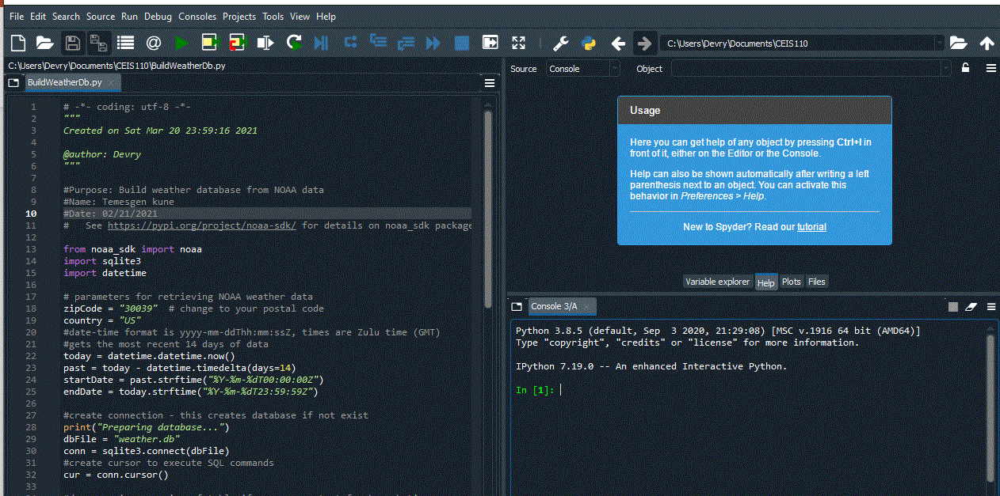 File Edit Search Source Run Debug Consoles Projects Tools View Help
C:\Users\Devry\Documents\CEIS110
C:\Users\Devry\Documents\CEIS110\BuildWeatherDb.py
BuildWeatherDb.py
1 # -*- coding: utf-8 -*-
2 """
3 Created on Sat Mar 20 23:59:16 2021
4
5 @author: Devry
6 """
7
8 #Purpose: Build weather database from NOAA data
9 #Name: Temesgen kune
10 #Date: 02/21/2021
11 #   See https://pypi.org/project/noaa-sdk/ for details on noaa_sdk package
12
13 from noaa_sdk import noaa
14 import sqlite3
15 import datetime
16
17 # parameters for retrieving NOAA weather data
18 zipCode = "30039"  # change to your postal code
19 country = "US"
20 #date-time format is yyyy-mm-ddThh:mm:ssZ, times are Zulu time (GMT)
21 #gets the most recent 14 days of data
22 today = datetime.datetime.now()
23 past = today - datetime.timedelta(days=14)
24 startDate = past.strftime("%Y-%m-%dT00:00:00Z")
25 endDate = today.strftime("%Y-%m-%dT23:59:59Z")
26
27 #create connection - this creates database if not exist
28 print("Preparing database...")
29 dbFile = "weather.db"
30 conn = sqlite3.connect(dbFile)
31 #create cursor to execute SQL commands
32 cur = conn.cursor()
33
Source Console Object
Usage
Here you can get help of any object by pressing Ctrl+I in
front of it, either on the Editor or the Console.
Help can also be shown automatically after writing a left
parenthesis next to an object. You can activate this
behavior in Preferences > Help.
New to Spyder? Read our tutorial
Variable explorer Help Plots Files
Console 3/A
Python 3.8.5 (default, Sep  3 2020, 21:29:08) [MSC v.1916 64 bit (AMD64)]
Type "copyright", "credits" or "license" for more information.
IPython 7.19.0 -- An enhanced Interactive Python.
In [1]: